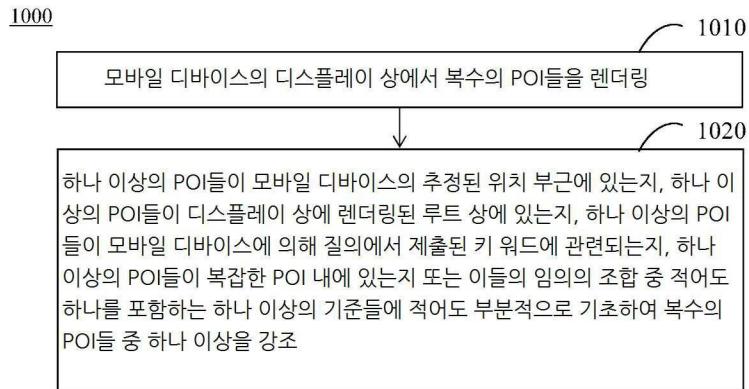 1000
1010
모바일 디바이스의 디스플레이 상에서 복수의 POI들을 렌더링
1020
하나 이상의 POI들이 모바일 디바이스의 추정된 위치 부근에 있는지, 하나 이
상의 POI들이 디스플레이 상에 렌더링된 루트 상에 있는지, 하나 이상의 POI
들이 모바일 디바이스에 의해 질의에서 제출된 키 워드에 관련되는지, 하나
이상의 POI들이 복잡한 POI 내에 있는지 또는 이들의 임의의 조합 중 적어도
하나를 포함하는 하나 이상의 기준들에 적어도 부분적으로 기초하여 복수의
POI들 중 하나 이상을 강조